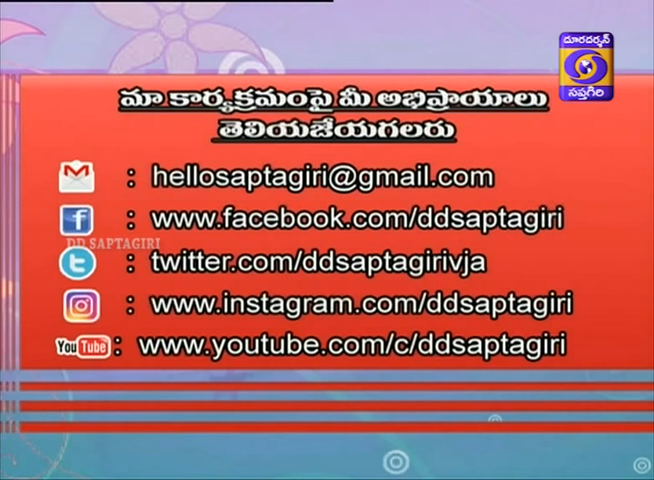 దూరదర్శన్
సప్తగిరి
మా కార్యక్రమంపై మీ అభిప్రాయాలు
తెలియజేయగలరు
: hellosaptagiri@gmail.com
: www.facebook.com/ddsaptagiri
DD SAPTAGIRI
: twitter.com/ddsaptagirivja
: www.instagram.com/ddsaptagiri
You Tube : www.youtube.com/c/ddsaptagiri